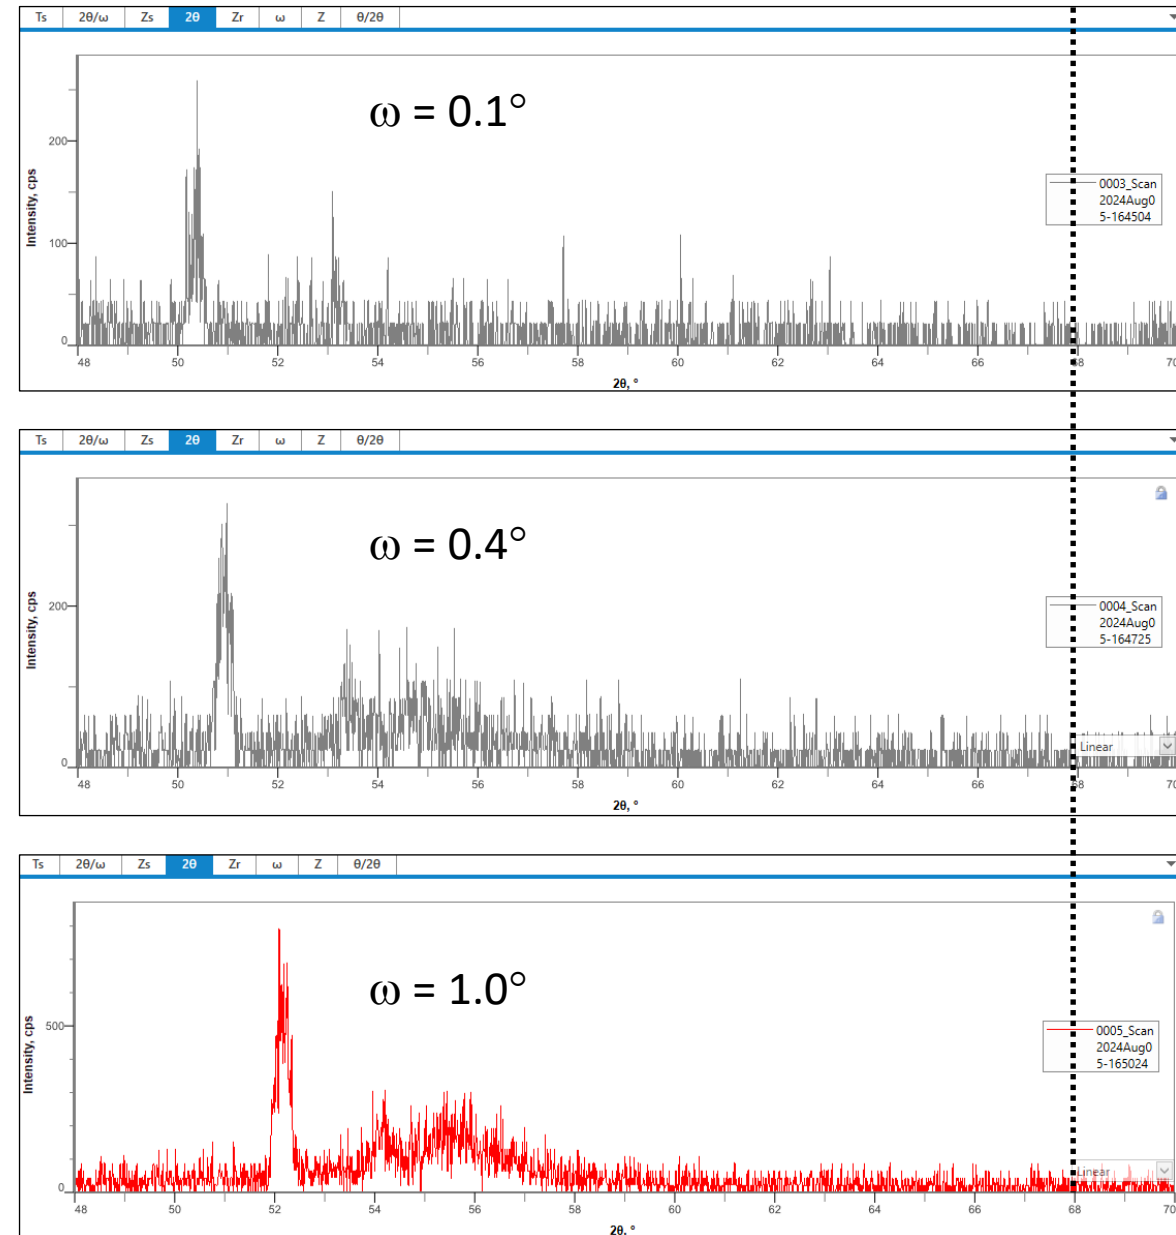 Ts 2θ/ω Zs 2θ Zr ω Z θ/2θ
ω = 0.1°
Intensity, cps
200
100
0
0003_Scan
2024Aug0
5-164504
48 50 52 54 56 58 60 62 64 66 68 70
2θ, °
Ts 2θ/ω Zs 2θ Zr ω Z θ/2θ
ω = 0.4°
Intensity, cps
200
0
0004_Scan
2024Aug0
5-164725
Linear
48 50 52 54 56 58 60 62 64 66 68 70
2θ, °
Ts 2θ/ω Zs 2θ Zr ω Z θ/2θ
ω = 1.0°
Intensity, cps
500
0
0005_Scan
2024Aug0
5-165024
Linear
48 50 52 54 56 58 60 62 64 66 68 70
2θ, °